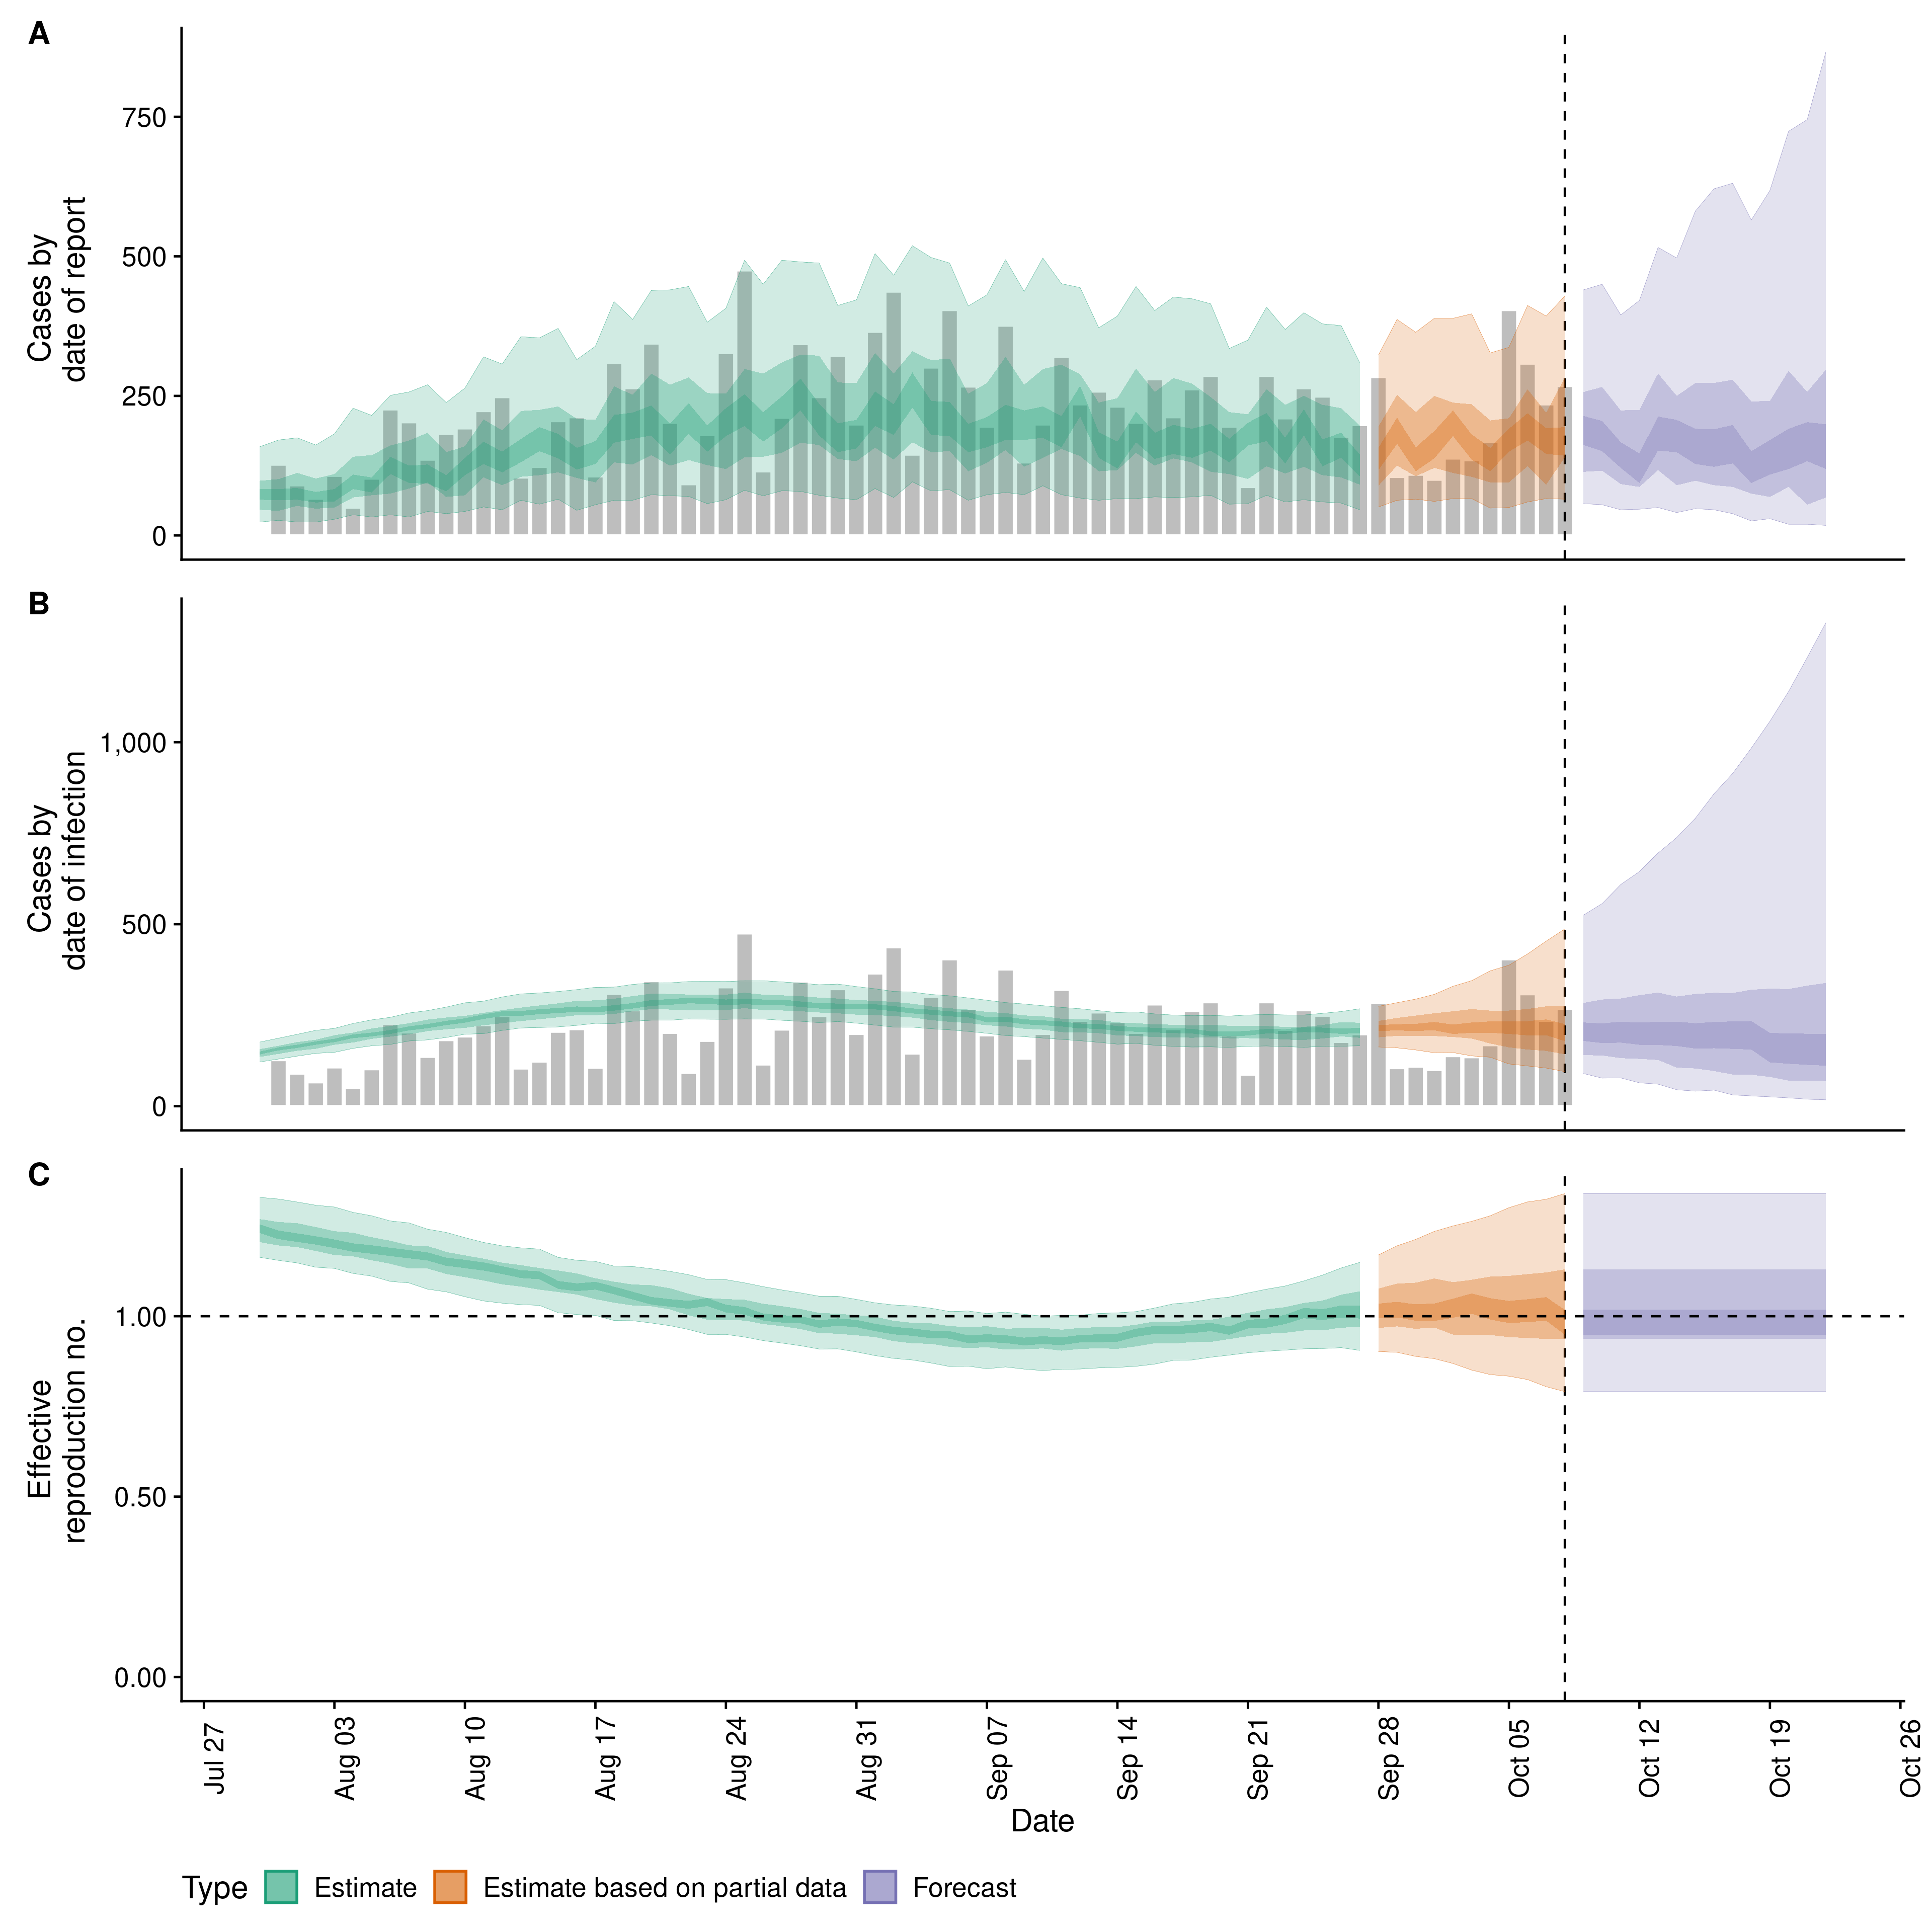 A
Cases by
date of report
750
500
250
0
B
Cases by
date of infection
1,000
500
0
C
Effective
reproduction no.
1.00
0.50
0.00
Jul 27
Aug 03
Aug 10
Aug 17
Aug 24
Aug 31
Sep 07
Sep 14
Sep 21
Sep 28
Oct 05
Oct 12
Oct 19
Oct 26
Date
Type Estimate Estimate based on partial data Forecast